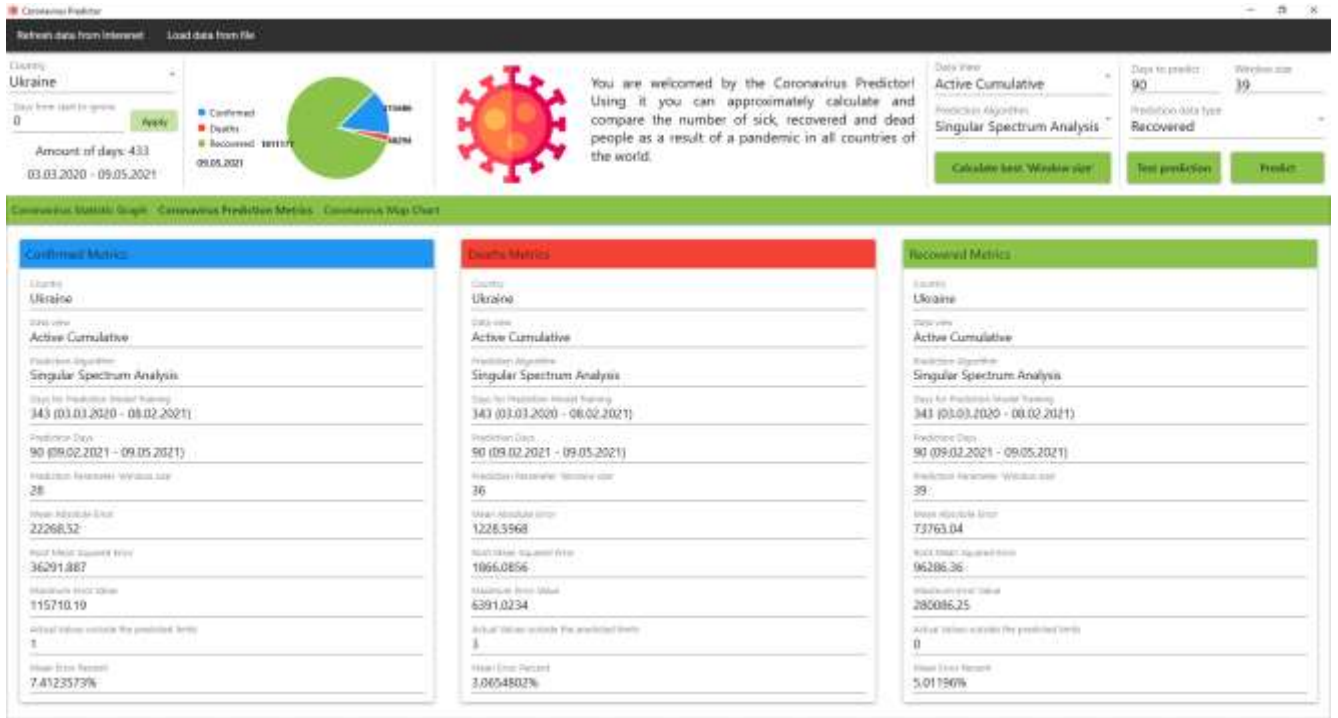 Coronavirus Predictor
Refresh data from Interenet Load data from file
Country
Ukraine
Days from start to ignore
0
Apply
Amount of days: 433
03.03.2020 - 09.05.2021
Confirmed
Deaths
Recovered
09.05.2021
You are welcomed by the Coronavirus Predictor!
Using it you can approximately calculate and
compare the number of sick, recovered and dead
people as a result of a pandemic in all countries of
the world.
Data View
Active Cumulative
Prediction Algorithm
Singular Spectrum Analysis
Calculate best 'Window size'
Days to predict
90
Window size
39
Prediction data type
Recovered
Test prediction
Predict
Coronavirus Statistic Graph Coronavirus Prediction Metrics Coronavirus Map Chart
Confirmed Metrics
Country
Ukraine
Data view
Active Cumulative
Prediction Algorithm
Singular Spectrum Analysis
Days for Prediction Model Training
343 (03.03.2020 - 08.02.2021)
Prediction Days
90 (09.02.2021 - 09.05.2021)
Prediction Parameter 'Window size'
28
Mean Absolute Error
22268.52
Root Mean Squared Error
36291.887
Maximum Error Value
115710.19
Actual Values outside the predicted limits
1
Mean Error Percent
7.4123573%
Deaths Metrics
Country
Ukraine
Data view
Active Cumulative
Prediction Algorithm
Singular Spectrum Analysis
Days for Prediction Model Training
343 (03.03.2020 - 08.02.2021)
Prediction Days
90 (09.02.2021 - 09.05.2021)
Prediction Parameter 'Window size'
36
Mean Absolute Error
1228.5968
Root Mean Squared Error
1866.0856
Maximum Error Value
6391.0234
Actual Values outside the predicted limits
3
Mean Error Percent
3.0654802%
Recovered Metrics
Country
Ukraine
Data view
Active Cumulative
Prediction Algorithm
Singular Spectrum Analysis
Days for Prediction Model Training
343 (03.03.2020 - 08.02.2021)
Prediction Days
90 (09.02.2021 - 09.05.2021)
Prediction Parameter 'Window size'
39
Mean Absolute Error
73763.04
Root Mean Squared Error
96286.36
Maximum Error Value
280086.25
Actual Values outside the predicted limits
0
Mean Error Percent
5.01196%